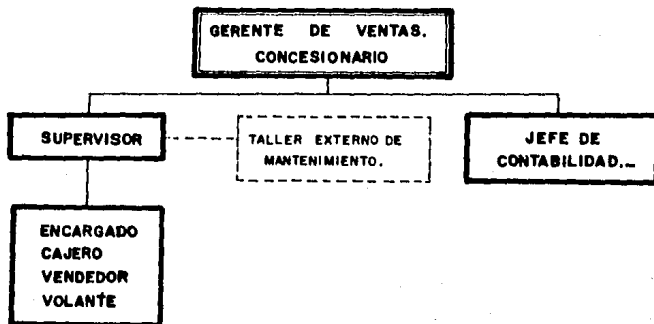 GERENTE DE VENTAS.
CONCESIONARIO
SUPERVISOR
TALLER EXTERNO DE
MANTENIMIENTO.
JEFE DE
CONTABILIDAD._
ENCARGADO
CAJERO
VENDEDOR
VOLANTE